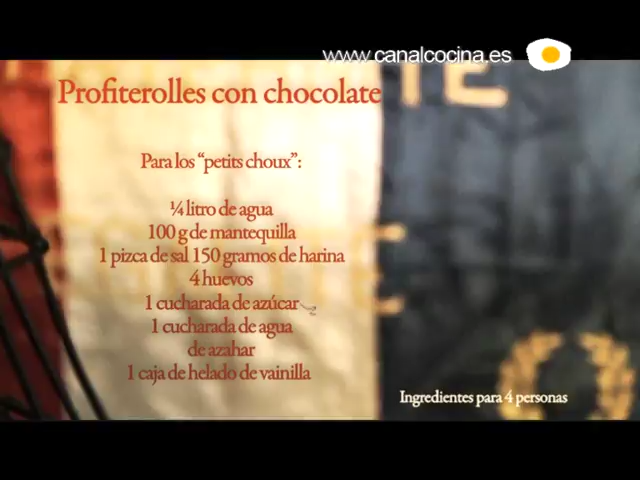 www.canalcocina.es
Profiterolles con chocolate
Para los “petits choux”:
¼ litro de agua
100 g de mantequilla
1 pizca de sal 150 gramos de harina
4 huevos
1 cucharada de azúcar
1 cucharada de agua
de azahar
1 caja de helado de vainilla
Ingredientes para 4 personas